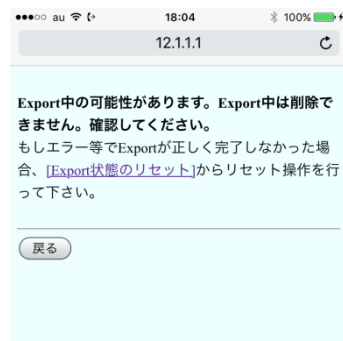 au 18:04 100%
12.1.1.1
Export中の可能性があります。Export中は削除で
きません。確認してください。
もしエラー等でExportが正しく完了しなかった場
合、[Export状態のリセット]からリセット操作を行
って下さい。
戻る